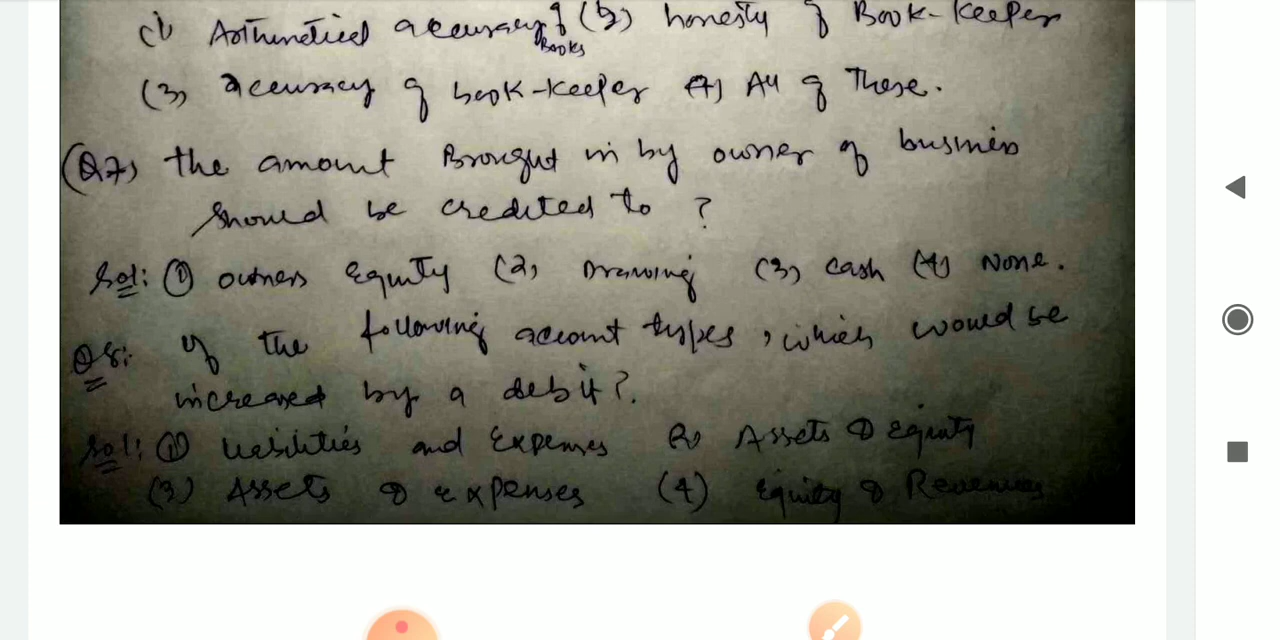 (1) Arthmetical accuracy of Books (2) honesty of Book-Keeper
(3) accuracy of book-keeper (4) All of These.
(Q7) the amount Brought in by owner of business
should be credited to ?
Sol: (1) owners Equity (2) Drawing (3) cash (4) None.
Q8: of the following account types, which would be
increased by a debit?.
Sol: (1) Liabilities and Expenses (2) Assets & Equity
(3) Assets & expenses (4) Equity & Revenues